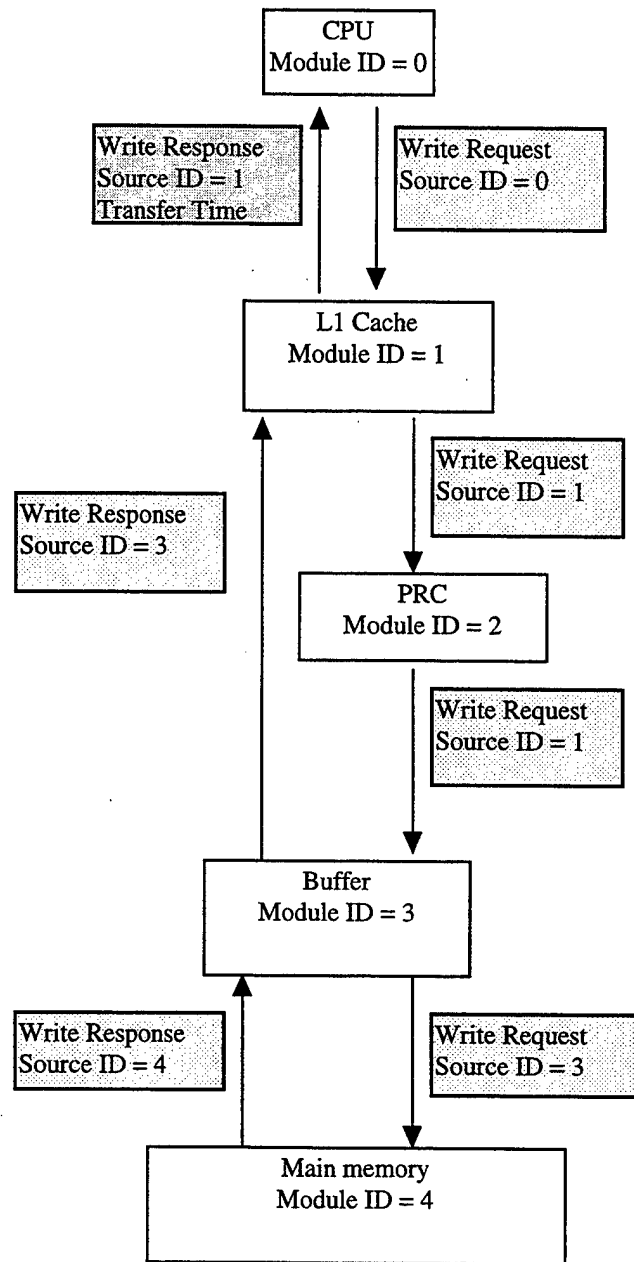 CPU
Module ID = 0
Write Response
Source ID = 1
Transfer Time
Write Request
Source ID = 0
L1 Cache
Module ID = 1
Write Request
Source ID = 1
Write Response
Source ID = 3
PRC
Module ID = 2
Write Request
Source ID = 1
Buffer
Module ID = 3
Write Response
Source ID = 4
Write Request
Source ID = 3
Main memory
Module ID = 4